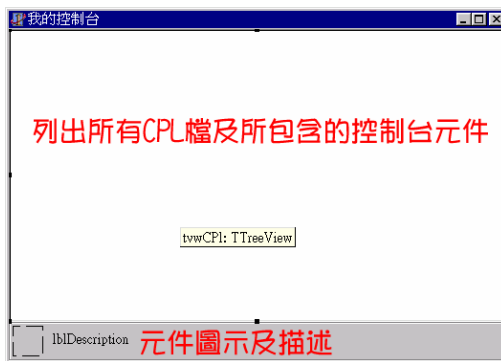 我的控制台
列出所有CPL檔及所包含的控制台元件
tvwCPl: TTreeView
lblDescription 元件圖示及描述